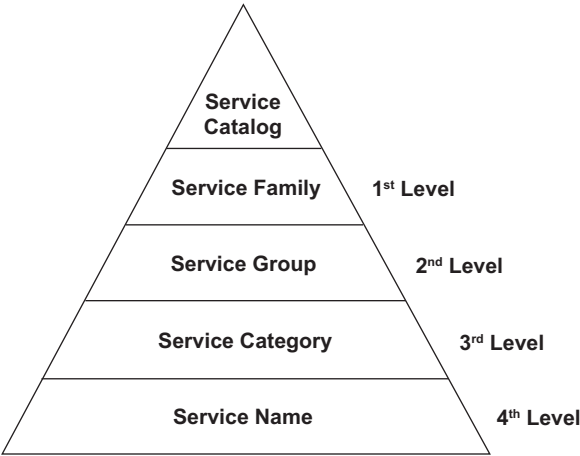 Service
Catalog
Service Family 1st Level
Service Group 2nd Level
Service Category 3rd Level
Service Name 4th Level